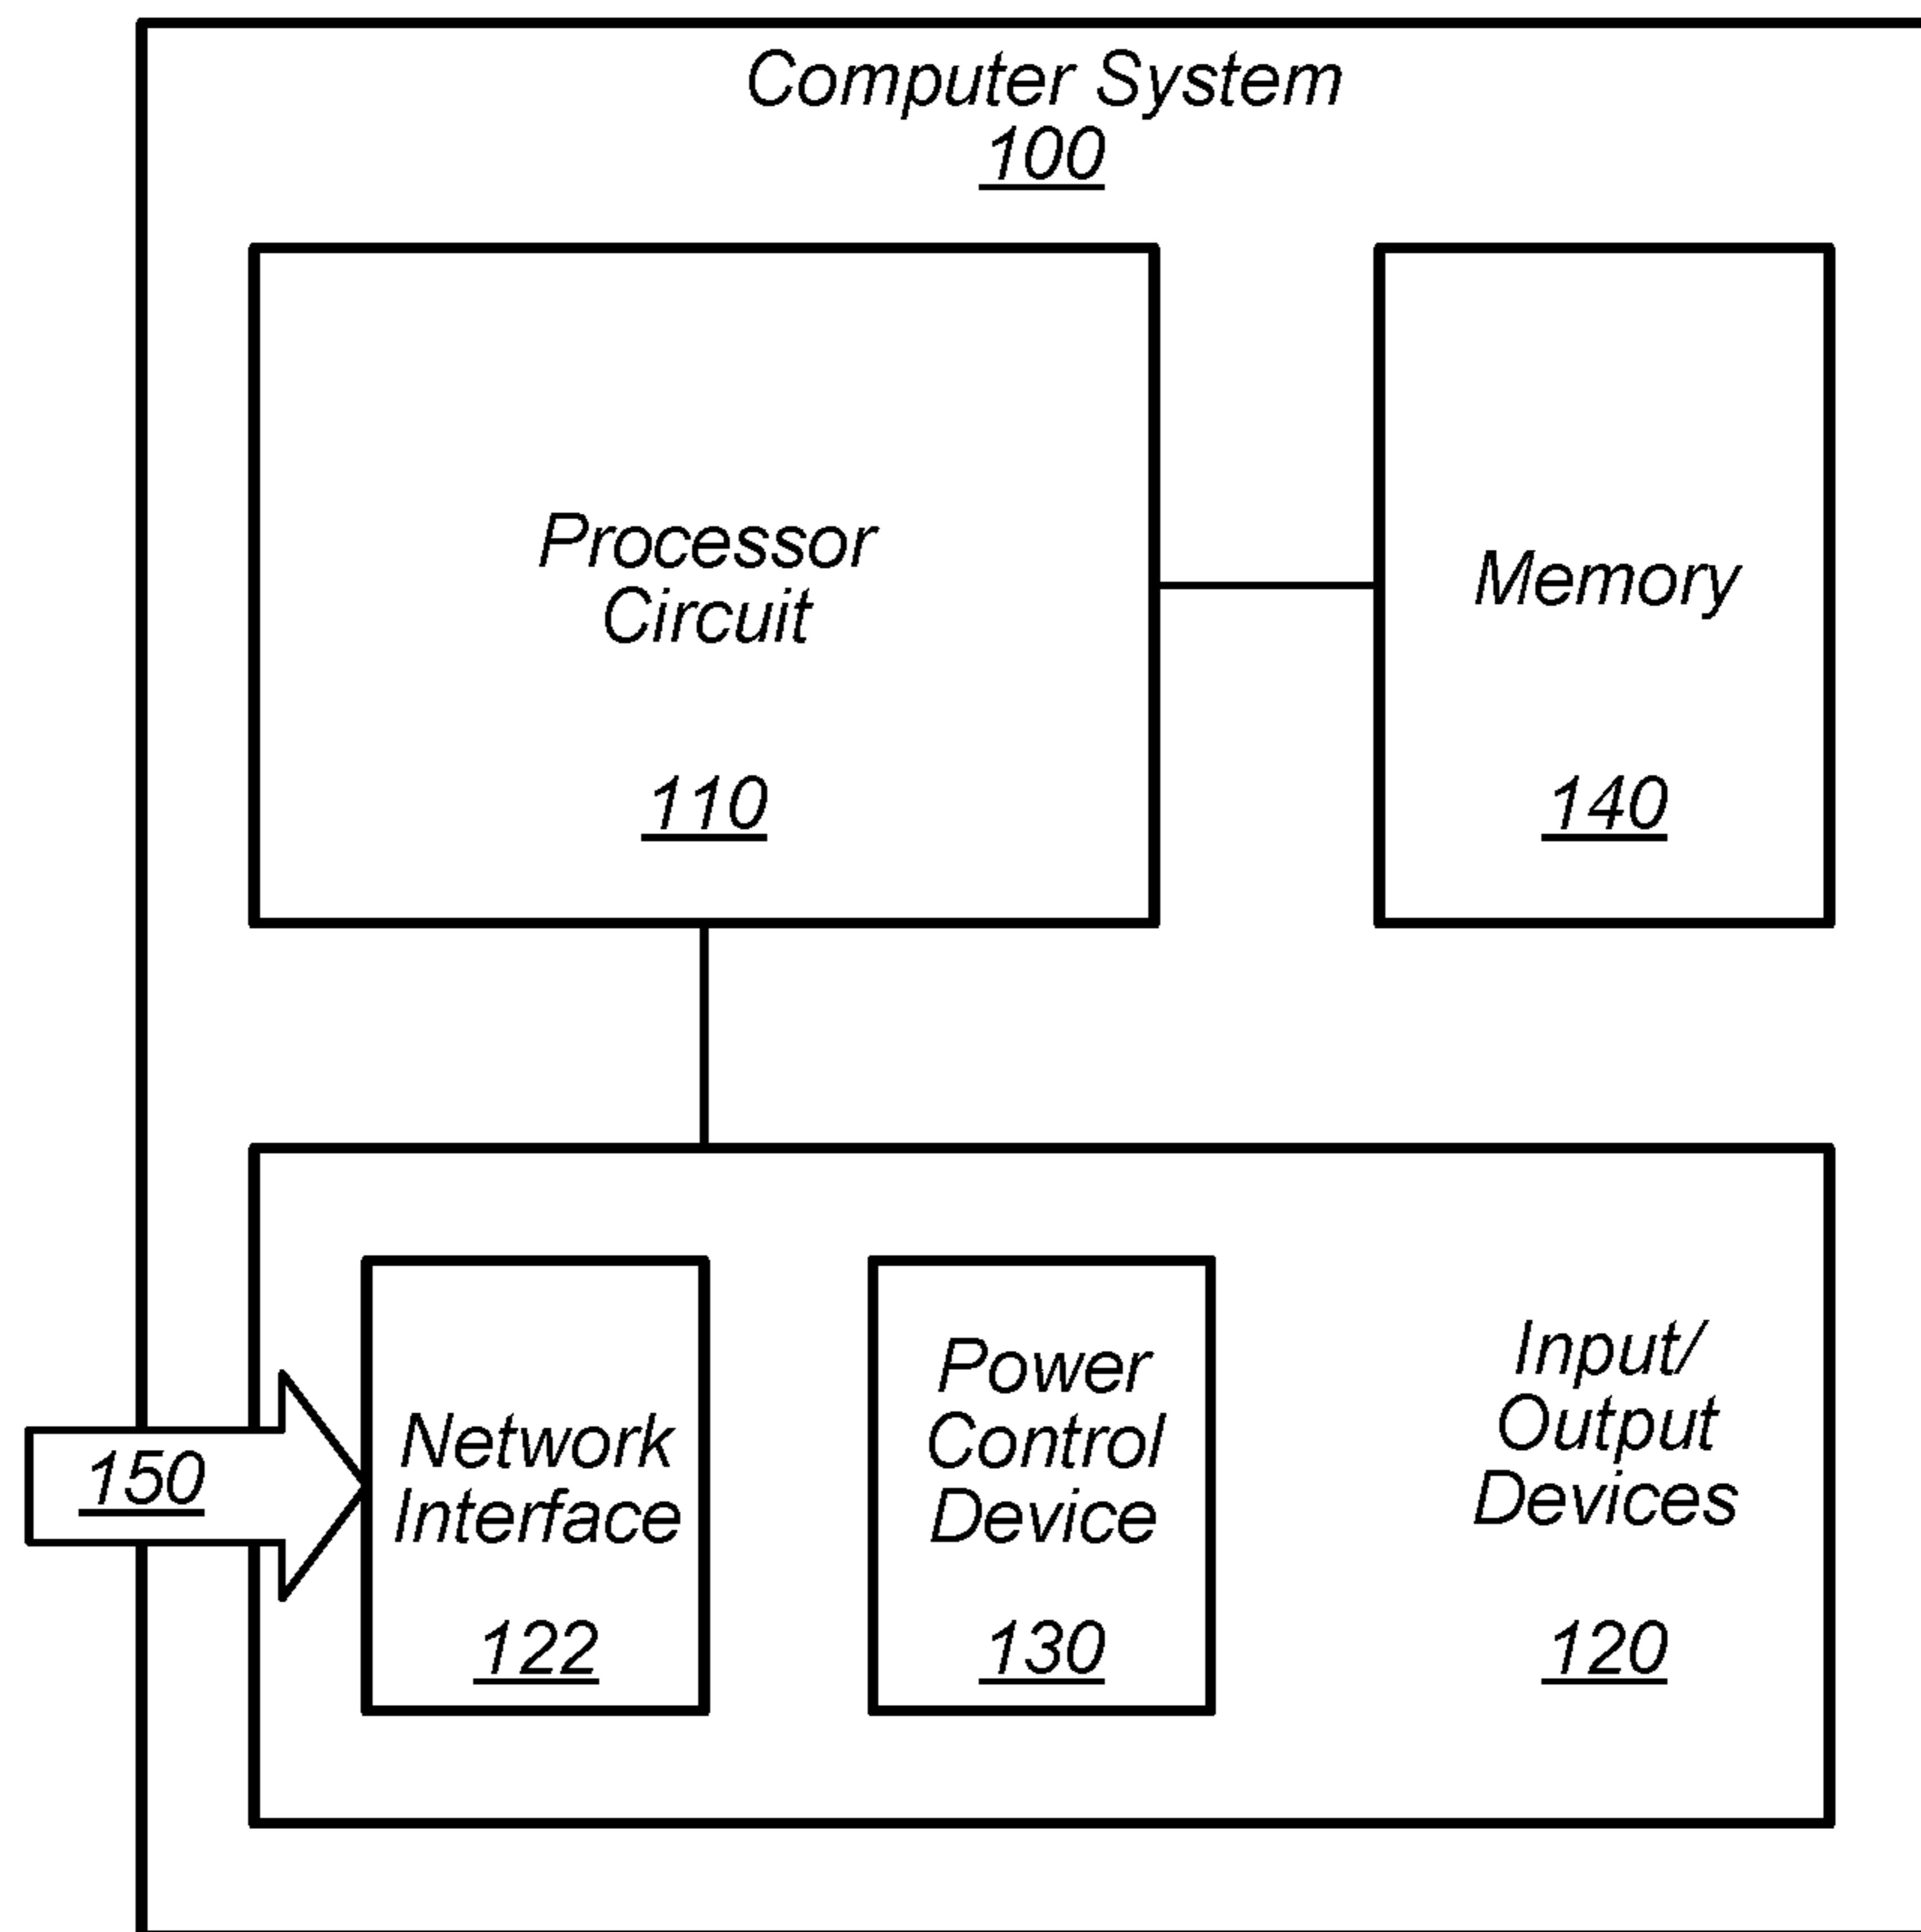 Computer System
100
Processor
Circuit
110
Memory
140
150
Network
Interface
122
Power
Control
Device
130
Input/
Output
Devices
120